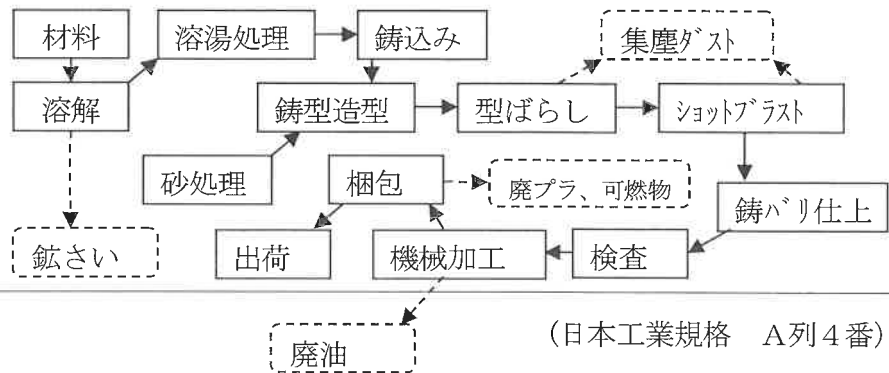 材料
溶湯処理
鋳込み
集塵ダスト
溶解
鋳型造型
型ばらし
ショットブラスト
砂処理
梱包
廃プラ、可燃物
鋳バリ仕上
鉱さい
出荷
機械加工
検査
廃油
(日本工業規格　A列4番)